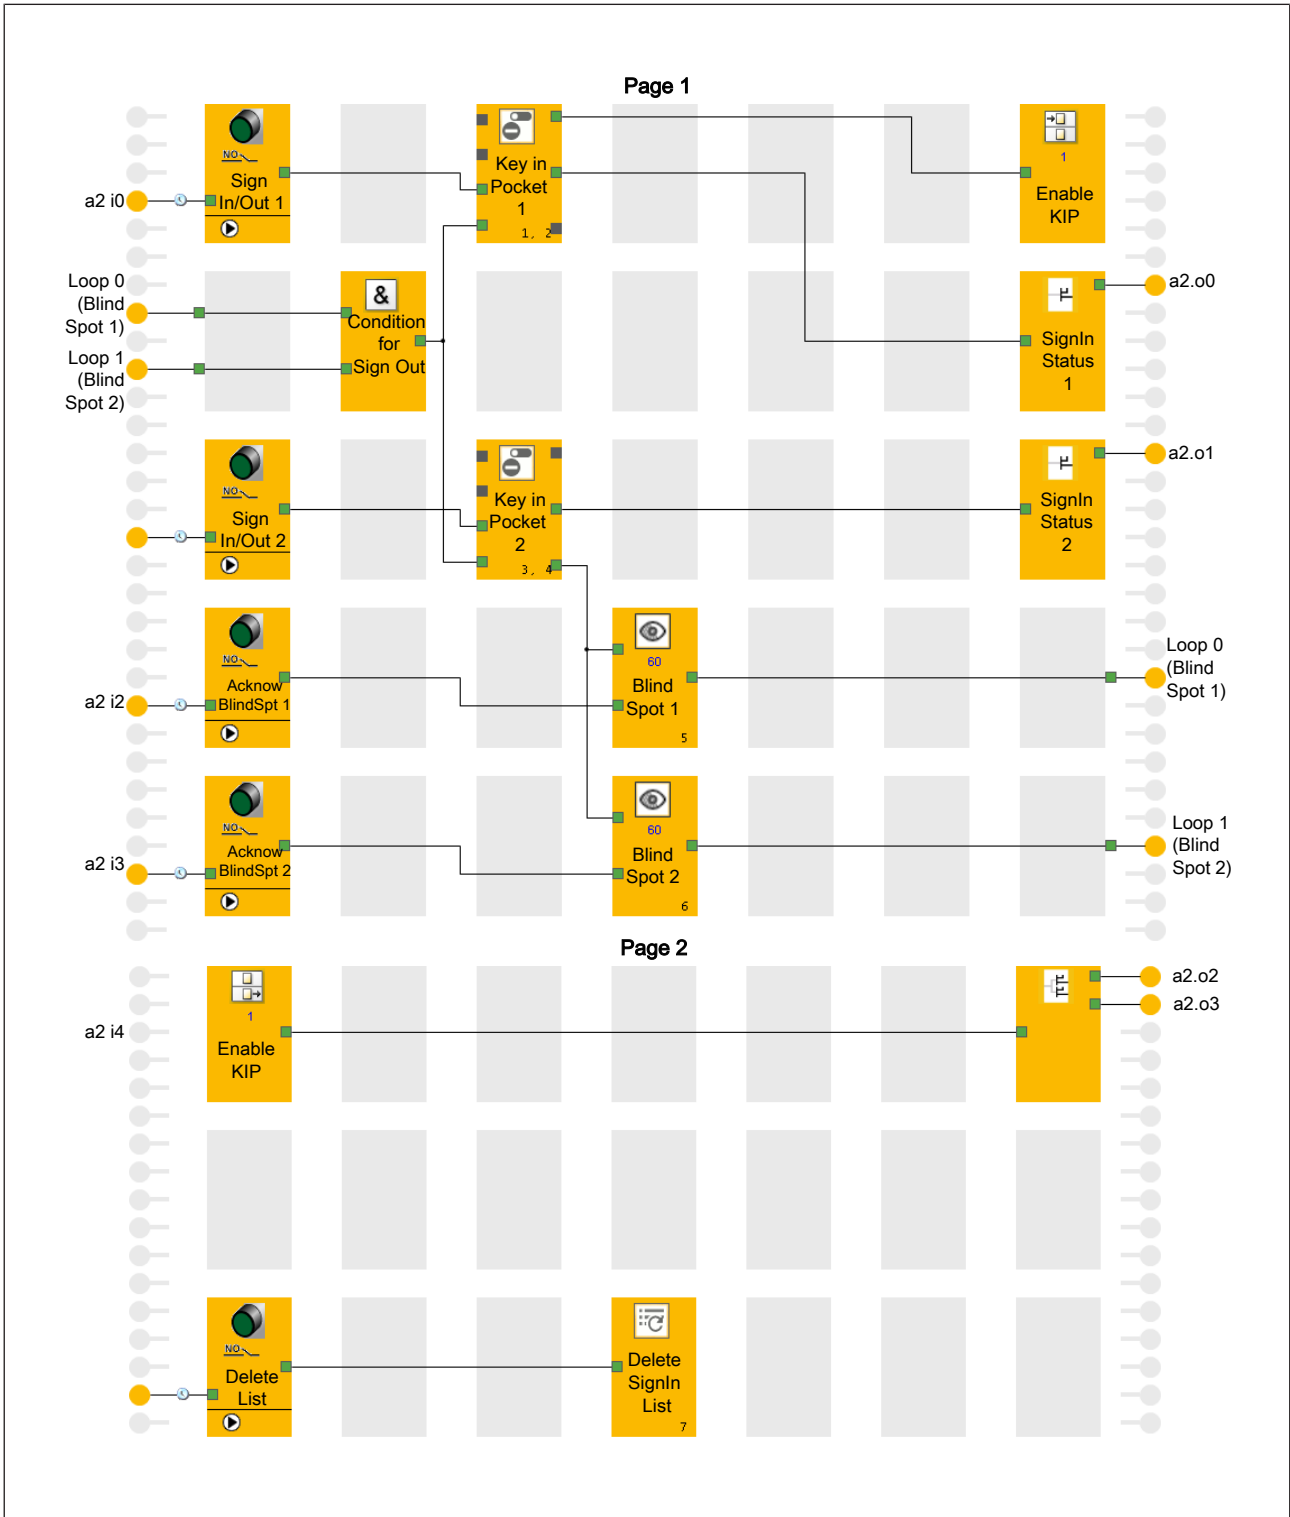 Page 1
NO
Sign
In/Out 1
a2 i0
Key in
Pocket
1
1, 2
1
Enable
KIP
Loop 0
(Blind
Spot 1)
Loop 1
(Blind
Spot 2)
&
Condition
for
Sign Out
SignIn
Status
1
a2.o0
NO
Sign
In/Out 2
Key in
Pocket
2
3, 4
SignIn
Status
2
a2.o1
NO
Acknow
BlindSpt 1
a2 i2
60
Blind
Spot 1
5
Loop 0
(Blind
Spot 1)
NO
Acknow
BlindSpt 2
a2 i3
60
Blind
Spot 2
6
Loop 1
(Blind
Spot 2)
Page 2
a2 i4
1
Enable
KIP
a2.o2
a2.o3
NO
Delete
List
Delete
SignIn
List
7